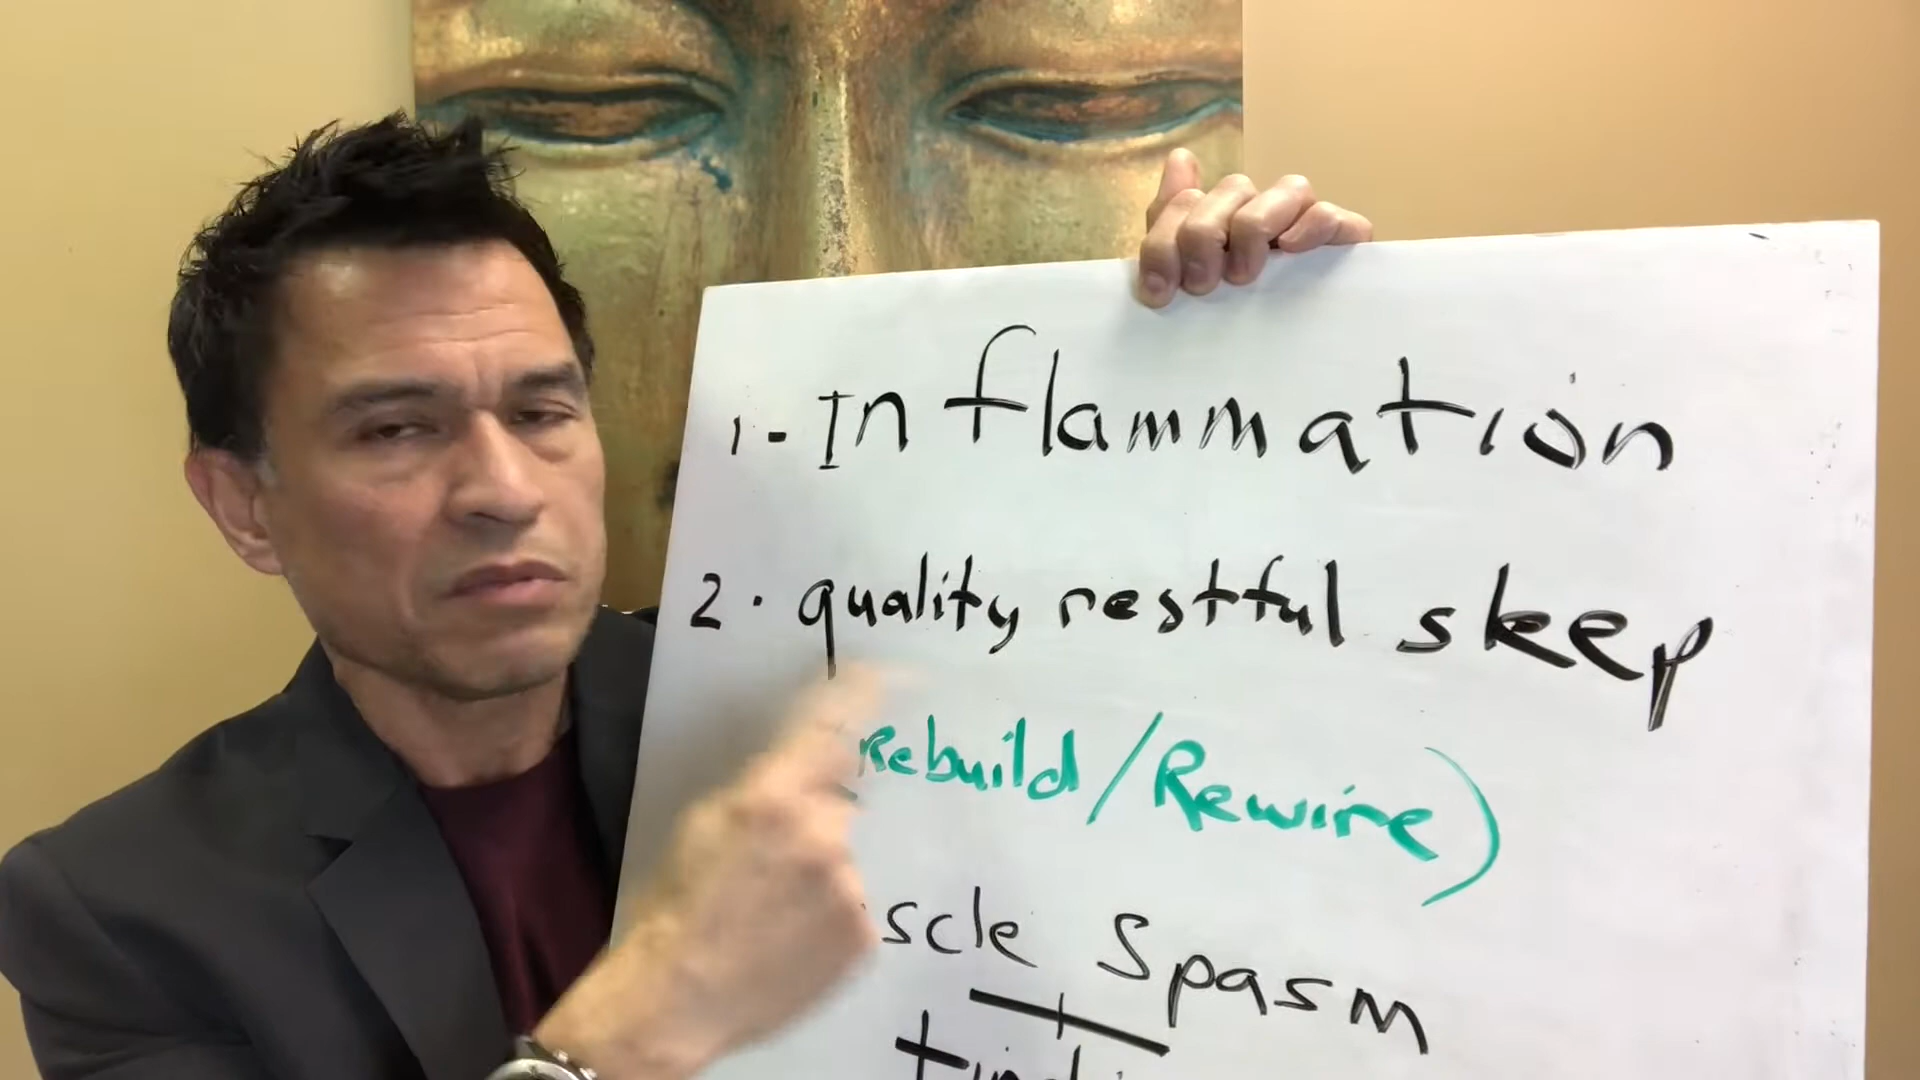 1 - Inflammation
2 . quality restful sleep
Rebuild / Rewire)
scle Spasm